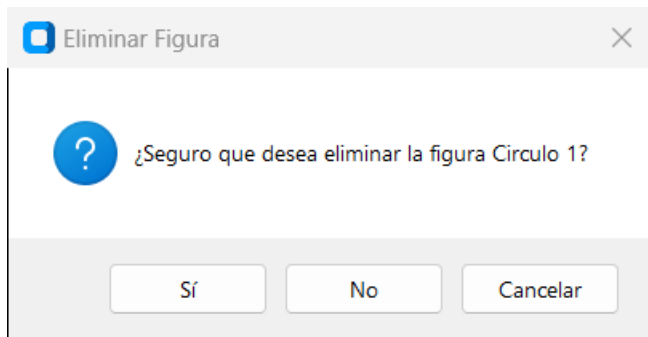 Eliminar Figura
¿Seguro que desea eliminar la figura Circulo 1?
Sí
No
Cancelar